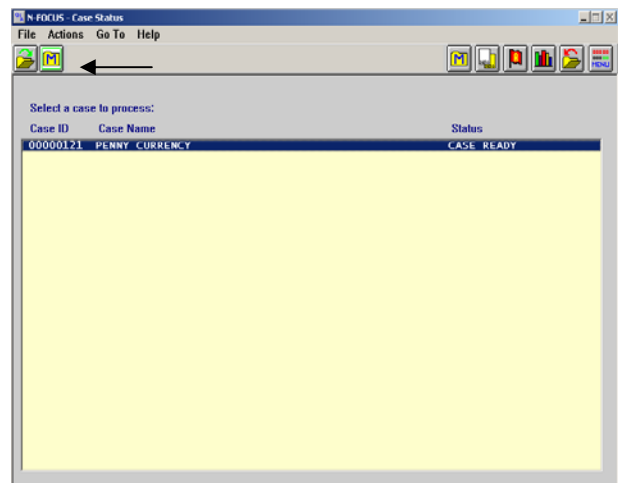 N-FOCUS - Case Status
File Actions Go To Help
M M MENU
Select a case to process:
Case ID Case Name Status
00000121 PENNY CURRENCY CASE READY